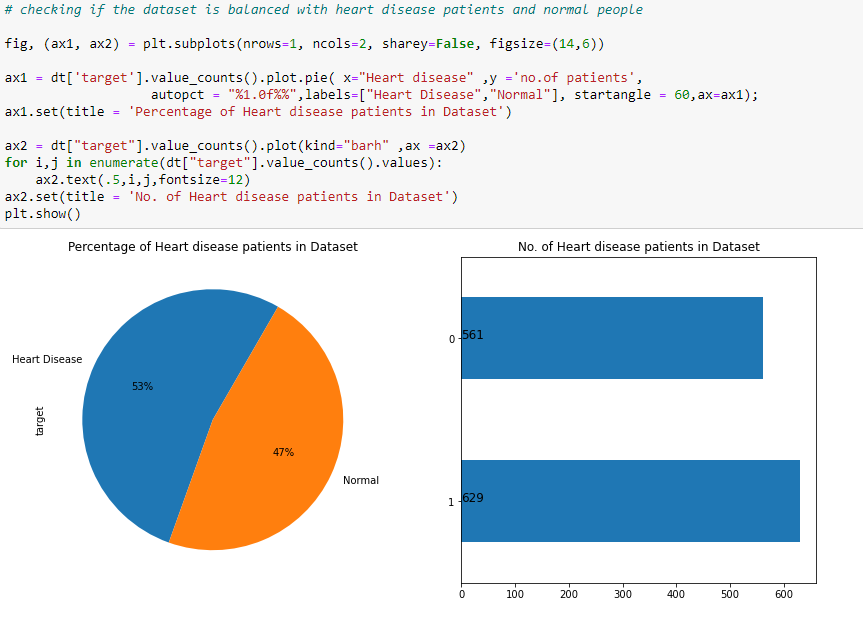 # checking if the dataset is balanced with heart disease patients and normal people
fig, (ax1, ax2) = plt.subplots(nrows=1, ncols=2, sharey=False, figsize=(14,6))
ax1 = dt['target'].value_counts().plot.pie( x="Heart disease" ,y ='no.of patients',
autopct = "%1.0f%%",labels=["Heart Disease","Normal"], startangle = 60,ax=ax1);
ax1.set(title = 'Percentage of Heart disease patients in Dataset')
ax2 = dt["target"].value_counts().plot(kind="barh" ,ax =ax2)
for i,j in enumerate(dt["target"].value_counts().values):
ax2.text(.5,i,j,fontsize=12)
ax2.set(title = 'No. of Heart disease patients in Dataset')
plt.show()
Percentage of Heart disease patients in Dataset
Heart Disease
53%
target
47%
Normal
No. of Heart disease patients in Dataset
0
561
1
629
0 100 200 300 400 500 600